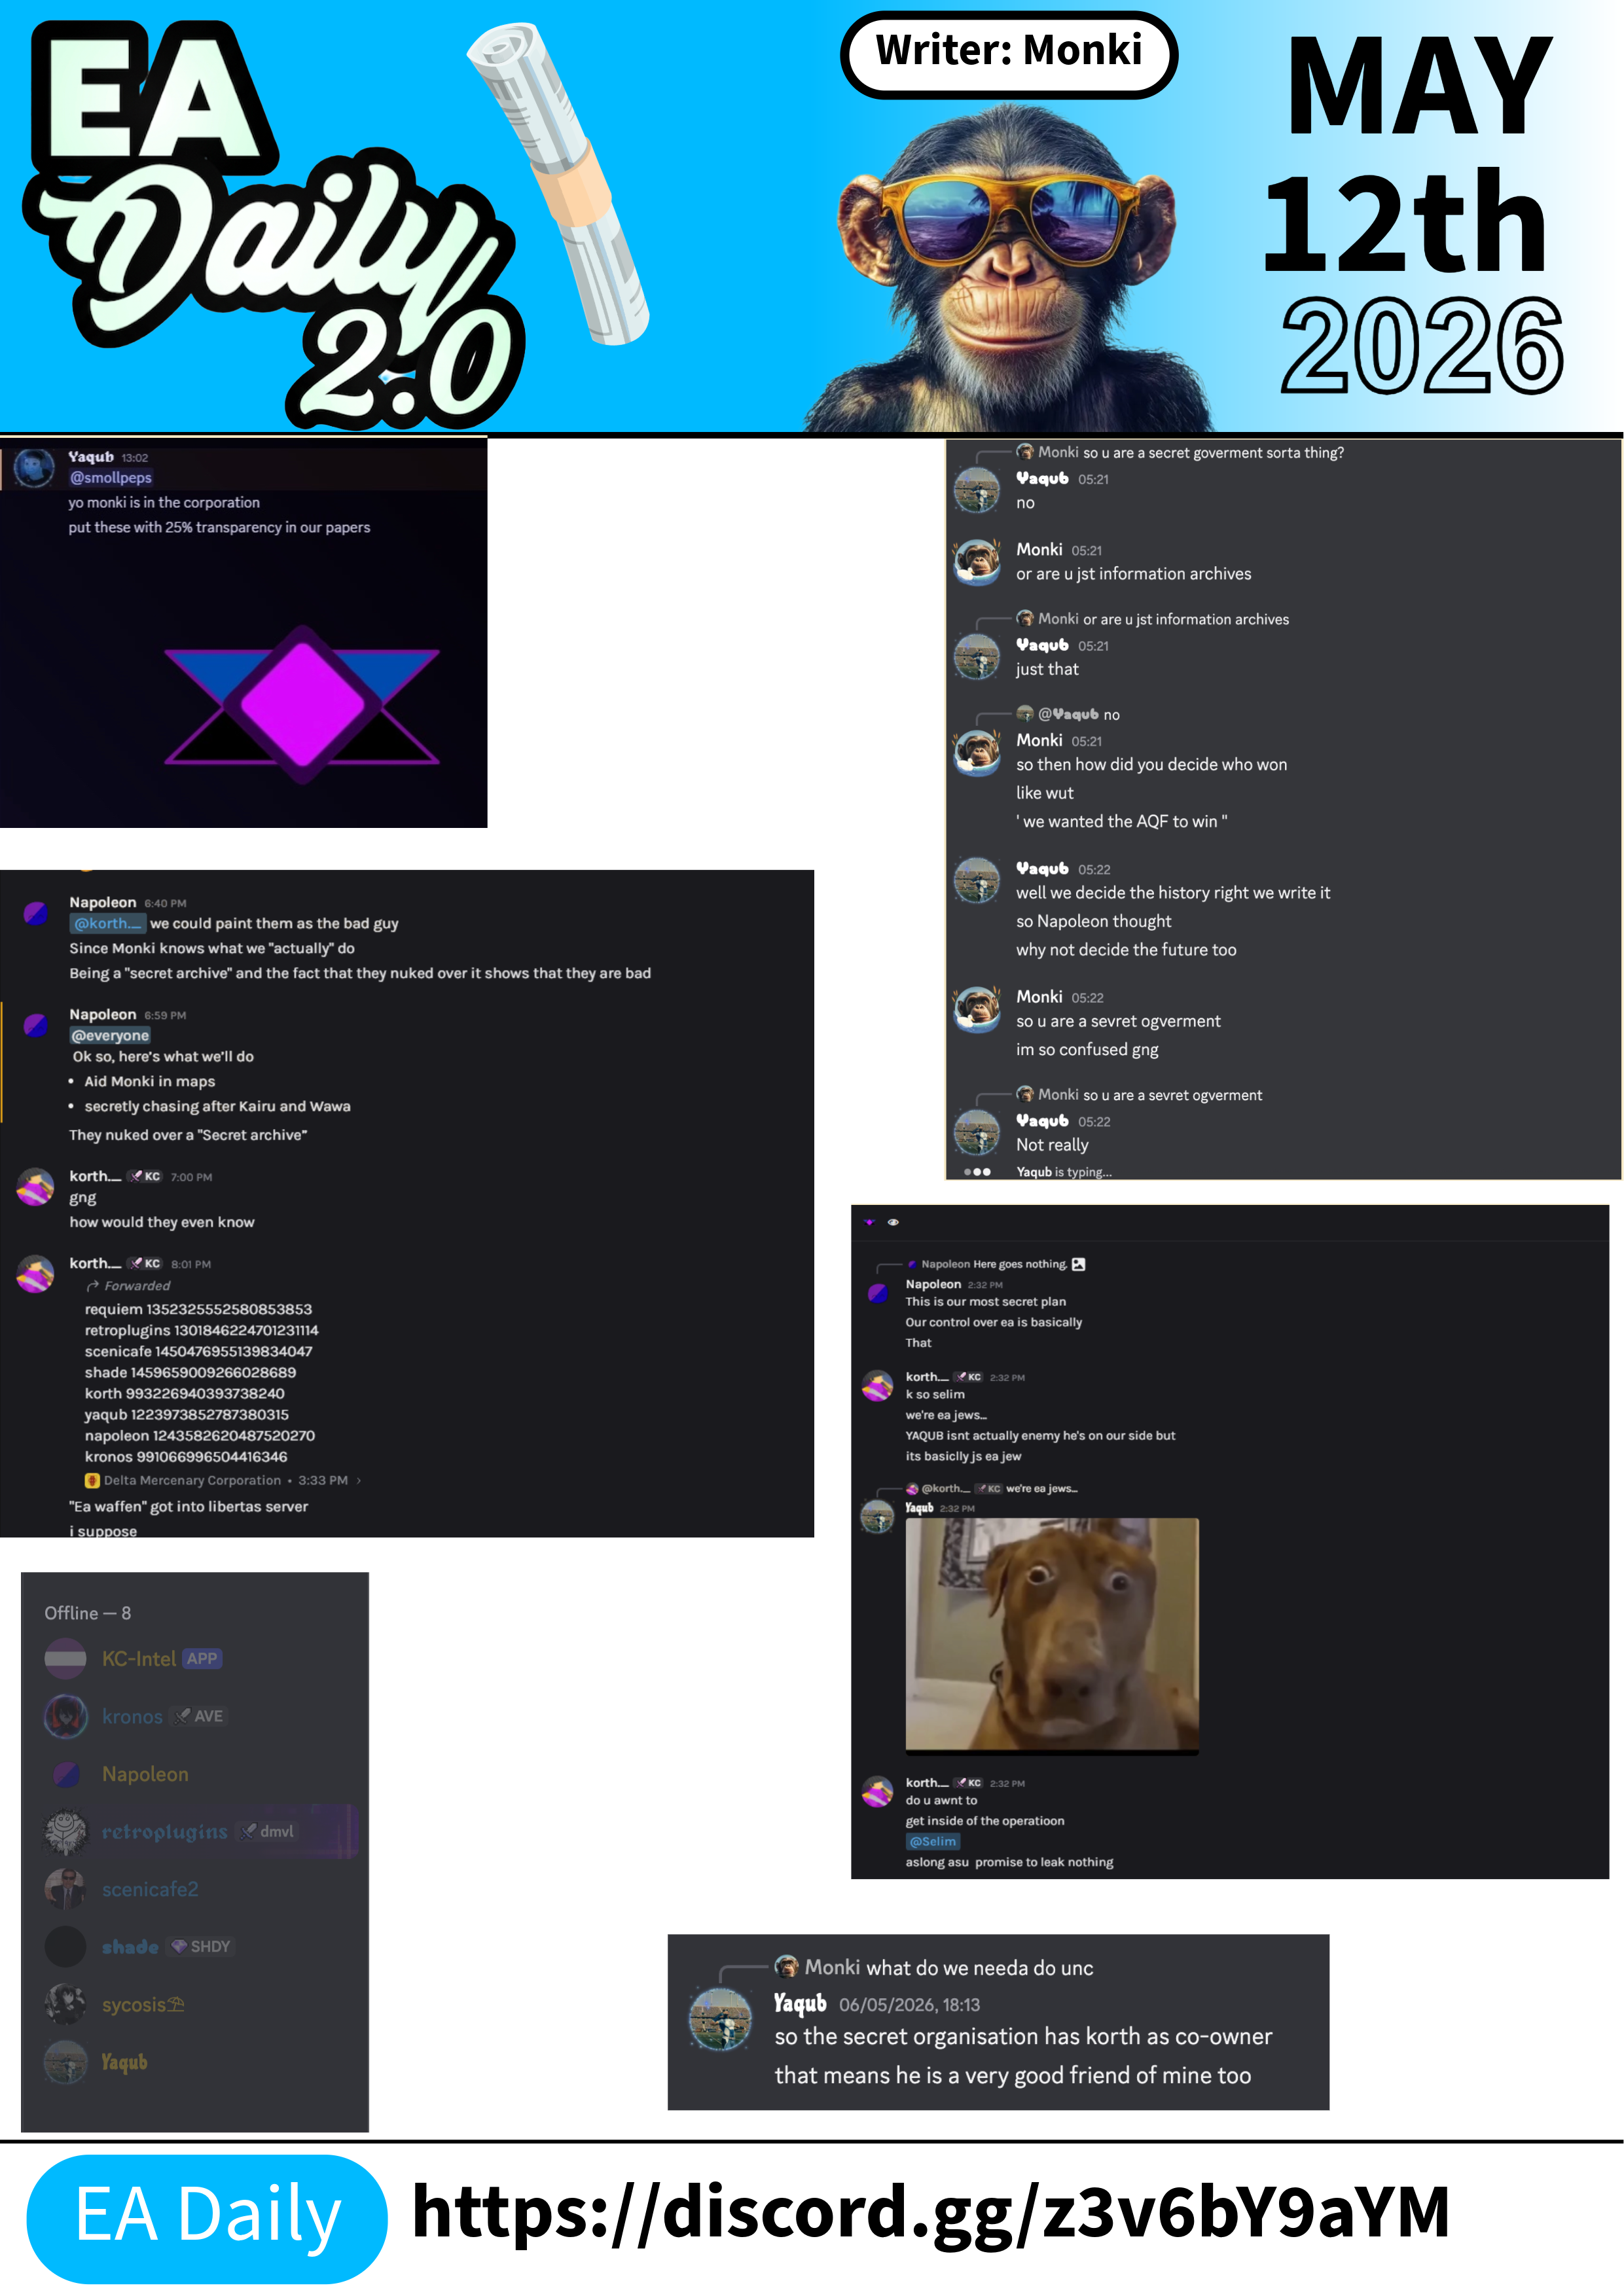 EA
Daily
2.0
Writer: Monki
MAY
12th
2026
Yaqub 13:02
@smollpeps
yo monki is in the corporation
put these with 25% transparency in our papers
Monki so u are a secret goverment sorta thing?
Yaqub 05:21
no
Monki 05:21
or are u jst information archives
Monki or are u jst information archives
Yaqub 05:21
just that
@Yaqub no
Monki 05:21
so then how did you decide who won
like wut
' we wanted the AQF to win "
Yaqub 05:22
well we decide the history right we write it
so Napoleon thought
why not decide the future too
Monki 05:22
so u are a sevret ogverment
im so confused gng
Monki so u are a sevret ogverment
Yaqub 05:22
Not really
Yaqub is typing...
Napoleon 6:40 PM
@korth.__ we could paint them as the bad guy
Since Monki knows what we "actually" do
Being a "secret archive" and the fact that they nuked over it shows that they are bad
Napoleon 6:59 PM
@everyone
Ok so, here's what we'll do
• Aid Monki in maps
• secretly chasing after Kairu and Wawa
They nuked over a "Secret archive"
korth.__ KC 7:00 PM
gng
how would they even know
korth.__ KC 8:01 PM
Forwarded
requiem 1352325552580853853
retroplugins 1301846224701231114
scenicafe 1450476955139834047
shade 1459659009266028689
korth 993226940393738240
yaqub 1223973852787380315
napoleon 1243582620487520270
kronos 991066996504416346
Delta Mercenary Corporation • 3:33 PM ›
"Ea waffen" got into libertas server
i suppose
Napoleon Here goes nothing.
Napoleon 2:32 PM
This is our most secret plan
Our control over ea is basically
That
korth.__ KC 2:32 PM
k so selim
we're ea jews...
YAQUB isnt actually enemy he's on our side but
its basiclly js ea jew
@korth.__ KC we're ea jews...
Yaqub 2:32 PM
korth.__ KC 2:32 PM
do u awnt to
get inside of the operatioon
@Selim
aslong asu promise to leak nothing
Offline — 8
KC-Intel APP
kronos AVE
Napoleon
retroplugins dmvl
scenicafe2
shade SHDY
sycosis
Yaqub
Monki what do we needa do unc
Yaqub 06/05/2026, 18:13
so the secret organisation has korth as co-owner
that means he is a very good friend of mine too
EA Daily
https://discord.gg/z3v6bY9aYM